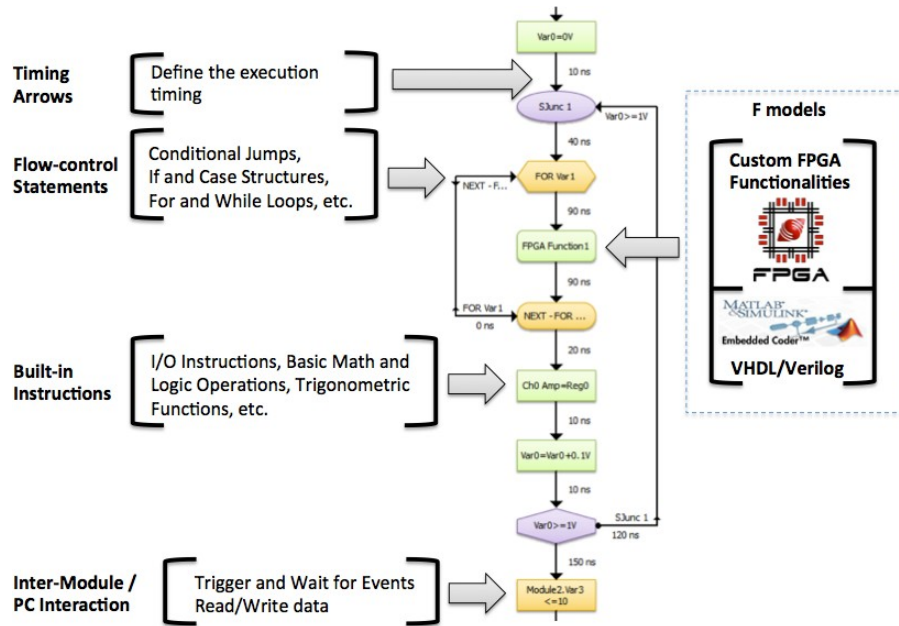 Var0=0V
Timing
Arrows
Define the execution
timing
10 ns
SJunc 1
Var0>=1V
F models
40 ns
Flow-control
Statements
Conditional Jumps,
If and Case Structures,
For and While Loops, etc.
FOR Var1
NEXT - F...
90 ns
Custom FPGA
Functionalities
FPGA
FPGA Function1
90 ns
FOR Var1
0 ns
NEXT - FOR ...
MATLAB®
&SIMULINK®
Embedded Coder™
VHDL/Verilog
20 ns
Built-in
Instructions
I/O Instructions, Basic Math and
Logic Operations, Trigonometric
Functions, etc.
Ch0 Amp=Reg0
10 ns
Var0=Var0+0.1V
10 ns
Var0>=1V
SJunc 1
120 ns
150 ns
Inter-Module /
PC Interaction
Trigger and Wait for Events
Read/Write data
Module2.Var3
<=10